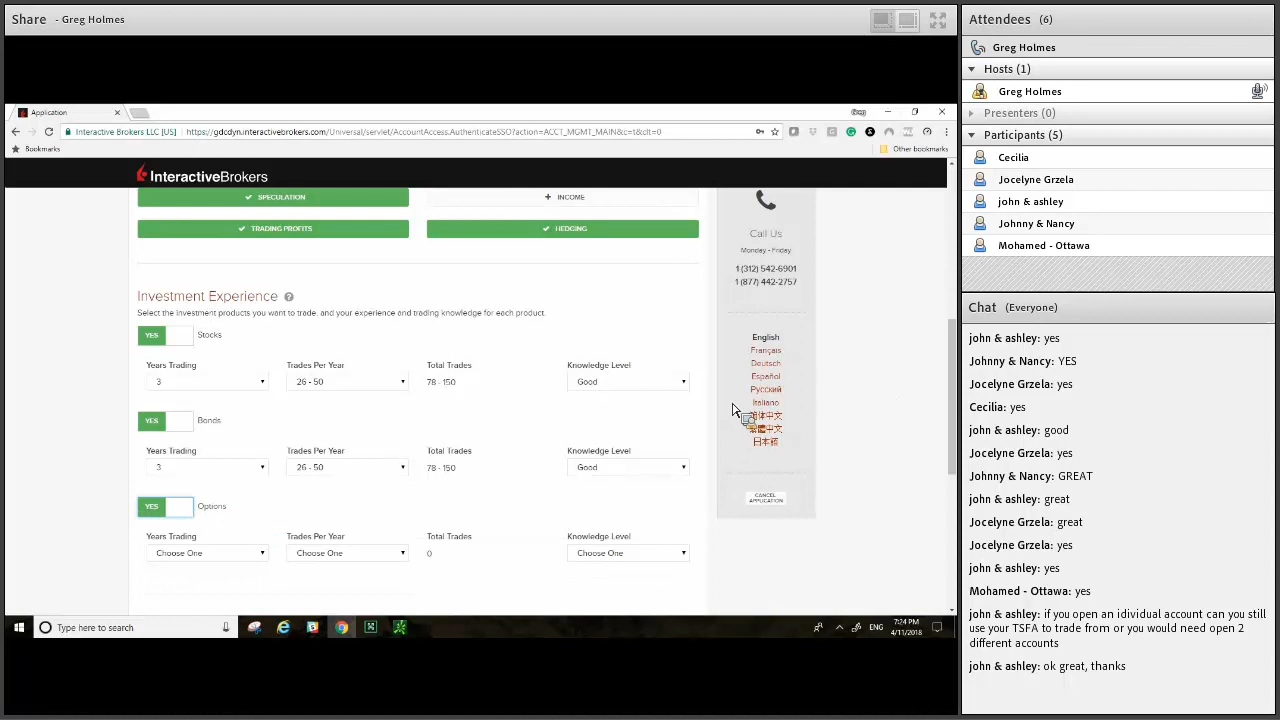 Share - Greg Holmes
Application
Greg
Interactive Brokers LLC [US]
https://gdcdyn.interactivebrokers.com/Universal/servlet/AccountAccess.AuthenticateSSO?action=ACCT_MGMT_MAIN&c=t&clt=0
Bookmarks
Other bookmarks
InteractiveBrokers
SPECULATION
INCOME
TRADING PROFITS
HEDGING
Investment Experience
Select the investment products you want to trade, and your experience and trading knowledge for each product.
YES Stocks
Years Trading Trades Per Year Total Trades Knowledge Level
3 26 - 50 78 - 150 Good
YES Bonds
Years Trading Trades Per Year Total Trades Knowledge Level
3 26 - 50 78 - 150 Good
YES Options
Years Trading Trades Per Year Total Trades Knowledge Level
Choose One Choose One 0 Choose One
Call Us
Monday - Friday
1 (312) 542-6901
1 (877) 442-2757
English
Français
Deutsch
Español
Русский
Italiano
简体中文
繁體中文
日本語
CANCEL
APPLICATION
Type here to search
ENG
7:24 PM
4/11/2018
Attendees (6)
Greg Holmes
Hosts (1)
Greg Holmes
Presenters (0)
Participants (5)
Cecilia
Jocelyne Grzela
john & ashley
Johnny & Nancy
Mohamed - Ottawa
Chat (Everyone)
john & ashley: yes
Johnny & Nancy: YES
Jocelyne Grzela: yes
Cecilia: yes
john & ashley: good
Jocelyne Grzela: yes
Johnny & Nancy: GREAT
john & ashley: great
Jocelyne Grzela: great
Jocelyne Grzela: yes
john & ashley: yes
Mohamed - Ottawa: yes
john & ashley: if you open an idividual account can you still
use your TSFA to trade from or you would need open 2
different accounts
john & ashley: ok great, thanks